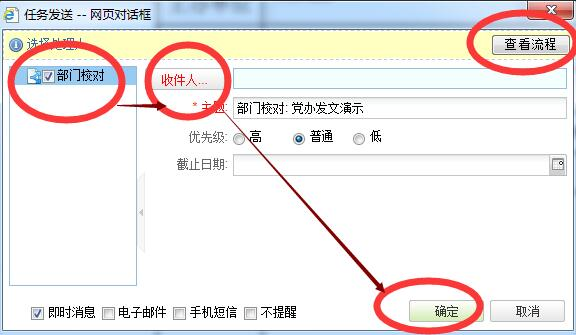 任务发送 -- 网页对话框
选择处理
查看流程
部门校对
收件人...
*主题: 部门校对: 党办发文演示
优先级: 高 普通 低
截止日期:
即时消息 电子邮件 手机短信 不提醒
确定 取消